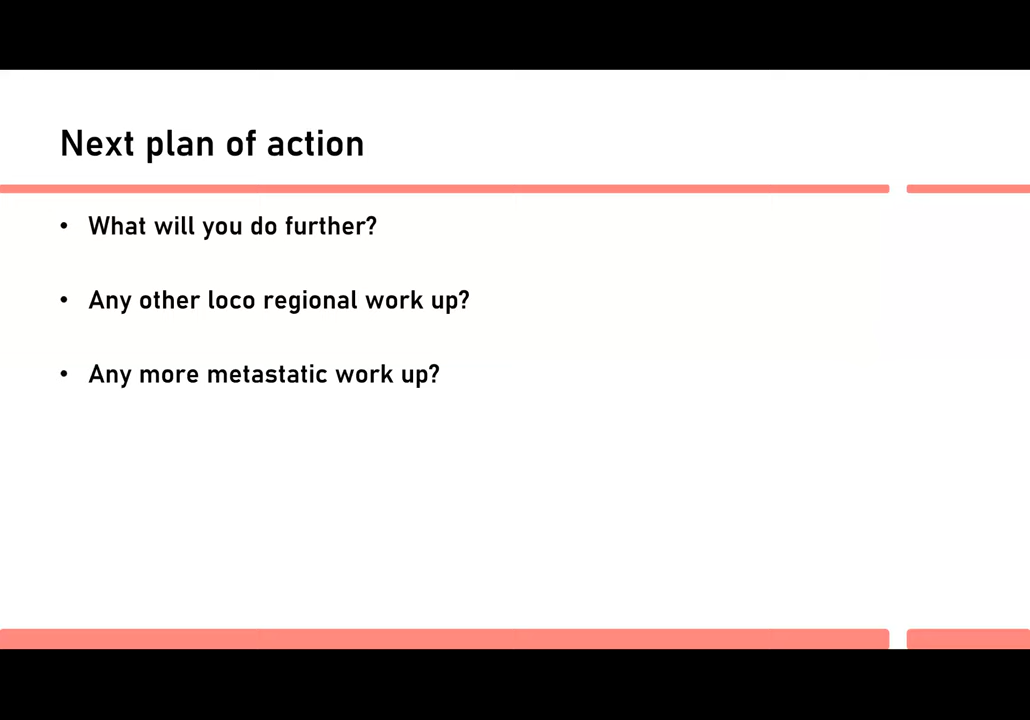 Next plan of action
• What will you do further?
• Any other loco regional work up?
• Any more metastatic work up?